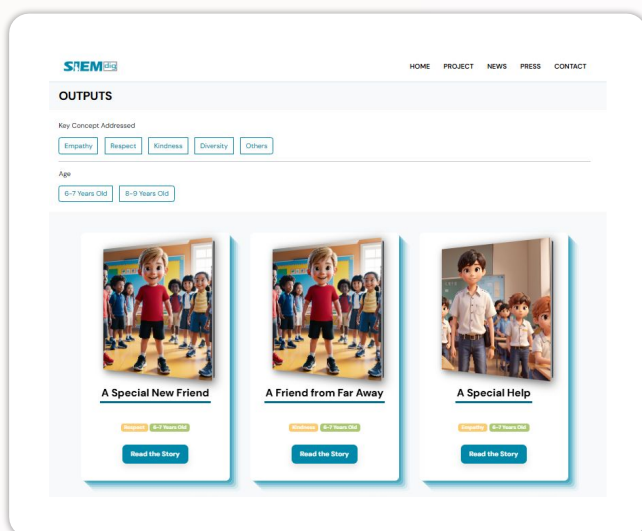 STEM dig
HOME PROJECT NEWS PRESS CONTACT
OUTPUTS
Key Concept Addressed
Empathy Respect Kindness Diversity Others
Age
6-7 Years Old 8-9 Years Old
A Special New Friend A Friend from Far Away A Special Help
Respect 6-7 Years Old Kindness 6-7 Years Old Empathy 6-7 Years Old
Read the Story Read the Story Read the Story